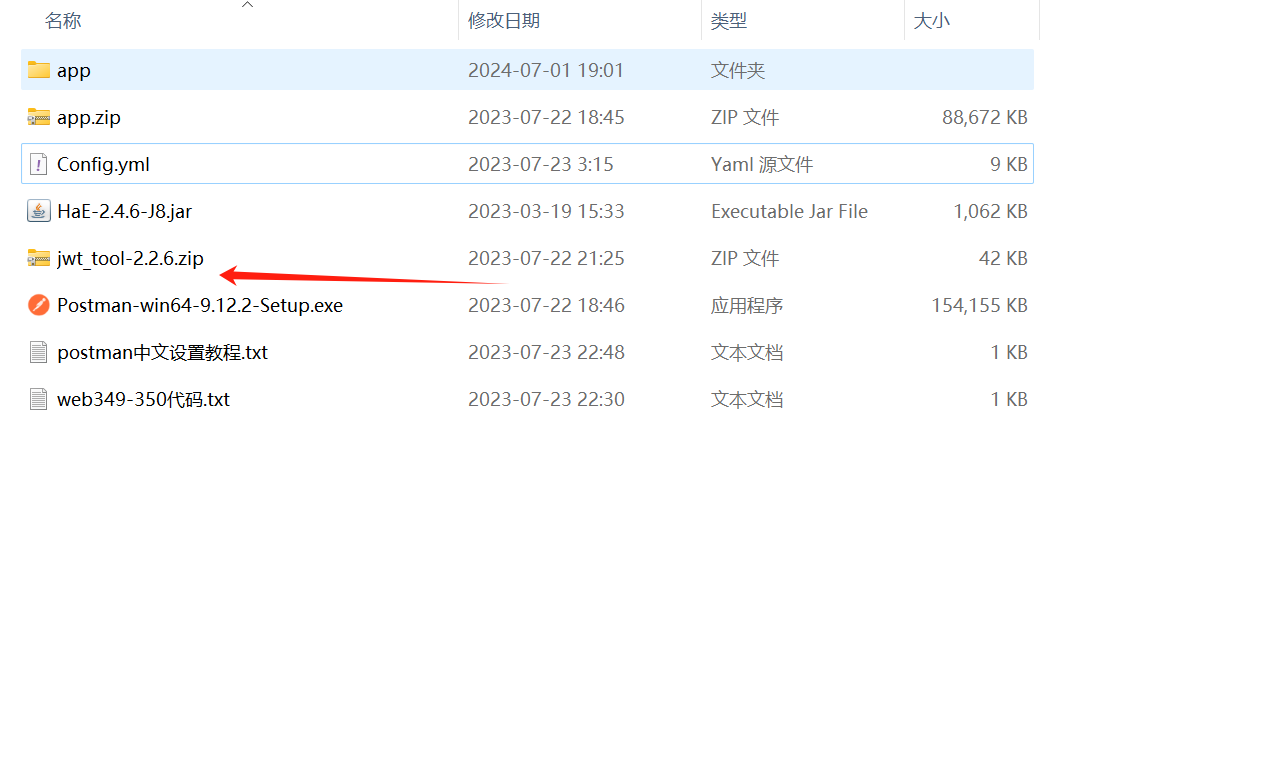 名称 修改日期 类型 大小
app 2024-07-01 19:01 文件夹
app.zip 2023-07-22 18:45 ZIP 文件 88,672 KB
Config.yml 2023-07-23 3:15 Yaml 源文件 9 KB
HaE-2.4.6-J8.jar 2023-03-19 15:33 Executable Jar File 1,062 KB
jwt_tool-2.2.6.zip 2023-07-22 21:25 ZIP 文件 42 KB
Postman-win64-9.12.2-Setup.exe 2023-07-22 18:46 应用程序 154,155 KB
postman中文设置教程.txt 2023-07-23 22:48 文本文档 1 KB
web349-350代码.txt 2023-07-23 22:30 文本文档 1 KB